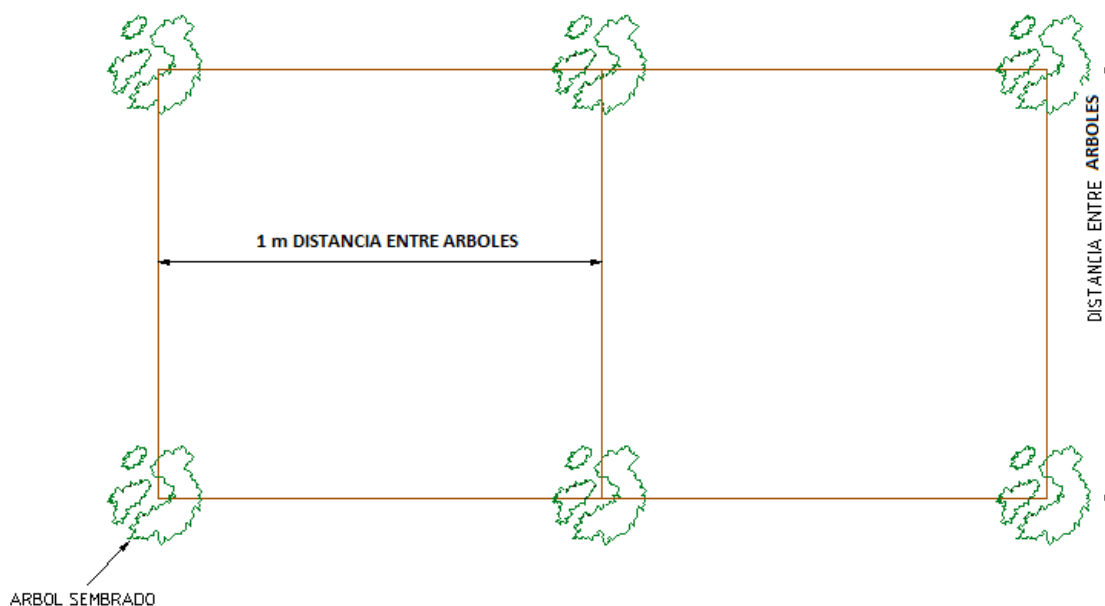 1 m DISTANCIA ENTRE ARBOLES
DISTANCIA ENTRE ARBOLES
ARBOL SEMBRADO